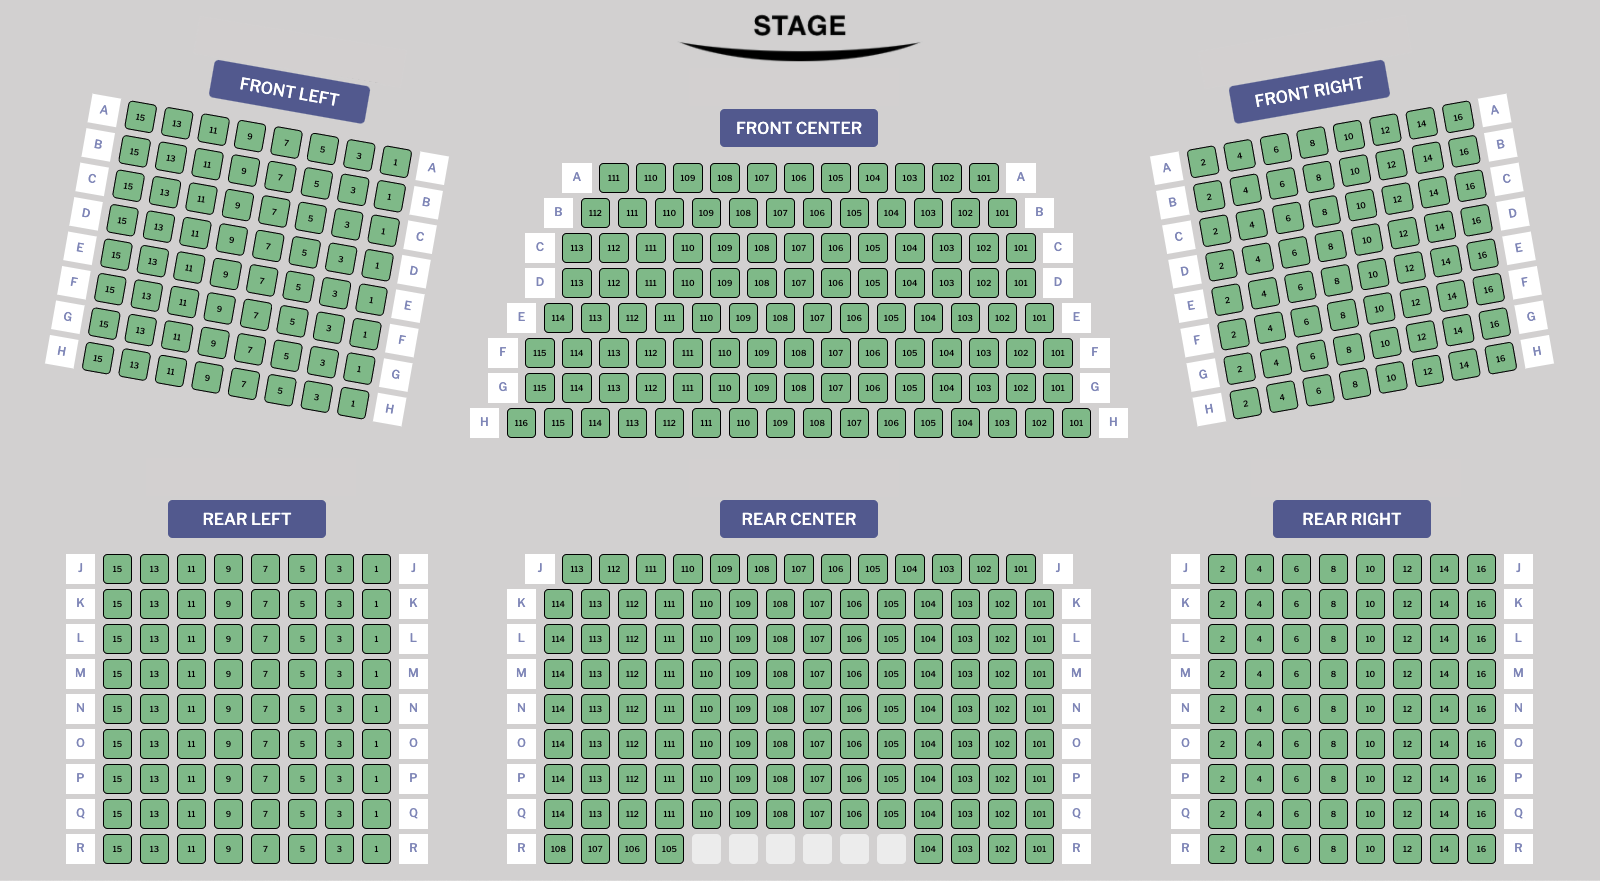 STAGE
FRONT LEFT
A 15 13 11 9 7 5 3 1 A
B 15 13 11 9 7 5 3 1 B
C 15 13 11 9 7 5 3 1 C
D 15 13 11 9 7 5 3 1 D
E 15 13 11 9 7 5 3 1 E
F 15 13 11 9 7 5 3 1 F
G 15 13 11 9 7 5 3 1 G
H 15 13 11 9 7 5 3 1 H
FRONT CENTER
A 111 110 109 108 107 106 105 104 103 102 101 A
B 112 111 110 109 108 107 106 105 104 103 102 101 B
C 113 112 111 110 109 108 107 106 105 104 103 102 101 C
D 113 112 111 110 109 108 107 106 105 104 103 102 101 D
E 114 113 112 111 110 109 108 107 106 105 104 103 102 101 E
F 115 114 113 112 111 110 109 108 107 106 105 104 103 102 101 F
G 115 114 113 112 111 110 109 108 107 106 105 104 103 102 101 G
H 116 115 114 113 112 111 110 109 108 107 106 105 104 103 102 101 H
FRONT RIGHT
A 2 4 6 8 10 12 14 16 A
B 2 4 6 8 10 12 14 16 B
C 2 4 6 8 10 12 14 16 C
D 2 4 6 8 10 12 14 16 D
E 2 4 6 8 10 12 14 16 E
F 2 4 6 8 10 12 14 16 F
G 2 4 6 8 10 12 14 16 G
H 2 4 6 8 10 12 14 16 H
REAR LEFT
J 15 13 11 9 7 5 3 1 J
K 15 13 11 9 7 5 3 1 K
L 15 13 11 9 7 5 3 1 L
M 15 13 11 9 7 5 3 1 M
N 15 13 11 9 7 5 3 1 N
O 15 13 11 9 7 5 3 1 O
P 15 13 11 9 7 5 3 1 P
Q 15 13 11 9 7 5 3 1 Q
R 15 13 11 9 7 5 3 1 R
REAR CENTER
J 113 112 111 110 109 108 107 106 105 104 103 102 101 J
K 114 113 112 111 110 109 108 107 106 105 104 103 102 101 K
L 114 113 112 111 110 109 108 107 106 105 104 103 102 101 L
M 114 113 112 111 110 109 108 107 106 105 104 103 102 101 M
N 114 113 112 111 110 109 108 107 106 105 104 103 102 101 N
O 114 113 112 111 110 109 108 107 106 105 104 103 102 101 O
P 114 113 112 111 110 109 108 107 106 105 104 103 102 101 P
Q 114 113 112 111 110 109 108 107 106 105 104 103 102 101 Q
R 108 107 106 105 104 103 102 101 R
REAR RIGHT
J 2 4 6 8 10 12 14 16 J
K 2 4 6 8 10 12 14 16 K
L 2 4 6 8 10 12 14 16 L
M 2 4 6 8 10 12 14 16 M
N 2 4 6 8 10 12 14 16 N
O 2 4 6 8 10 12 14 16 O
P 2 4 6 8 10 12 14 16 P
Q 2 4 6 8 10 12 14 16 Q
R 2 4 6 8 10 12 14 16 R